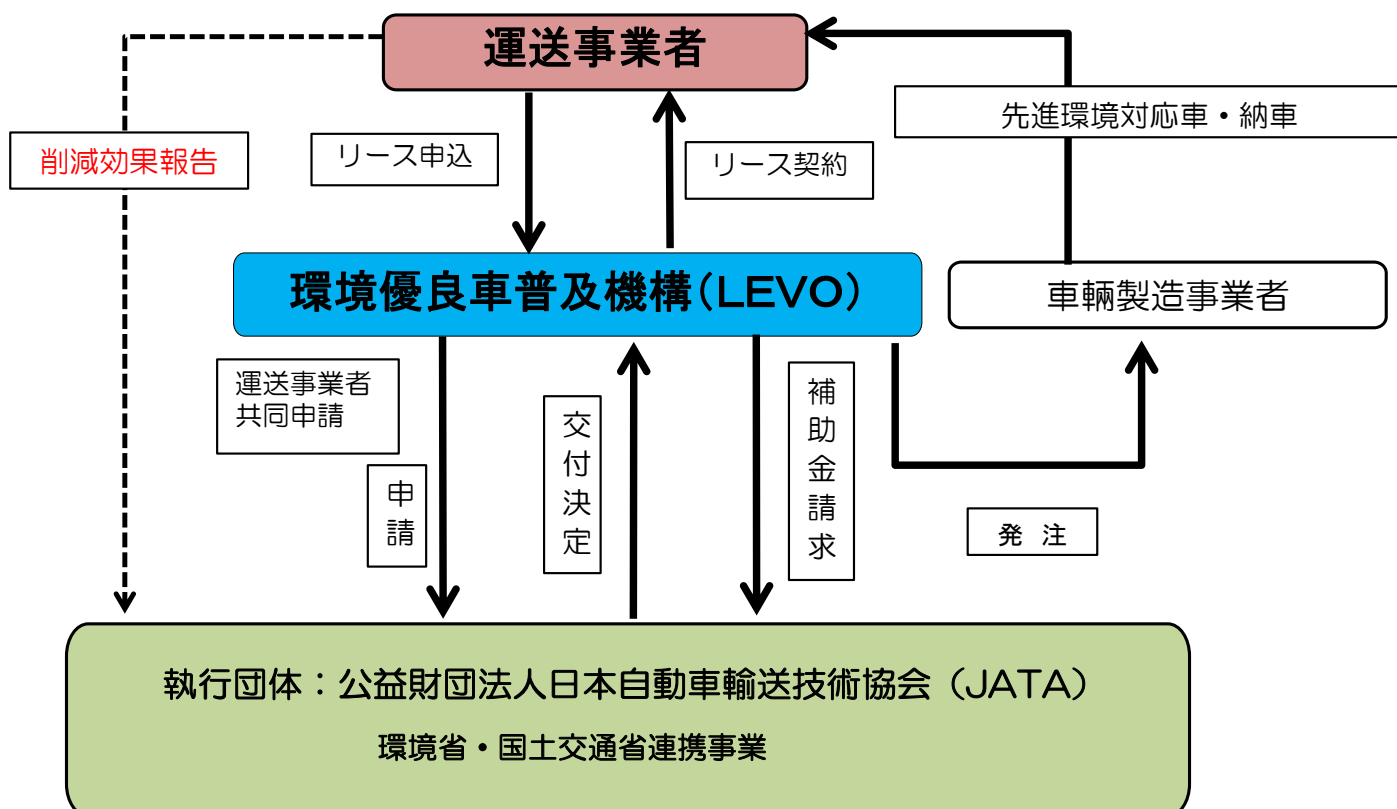 運送事業者
先進環境対応車・納車
削減効果報告
リース申込
リース契約
環境優良車普及機構(LEVO)
車輛製造事業者
運送事業者
共同申請
申請
交付決定
補助金請求
発 注
執行団体：公益財団法人日本自動車輸送技術協会（JATA）
環境省・国土交通省連携事業